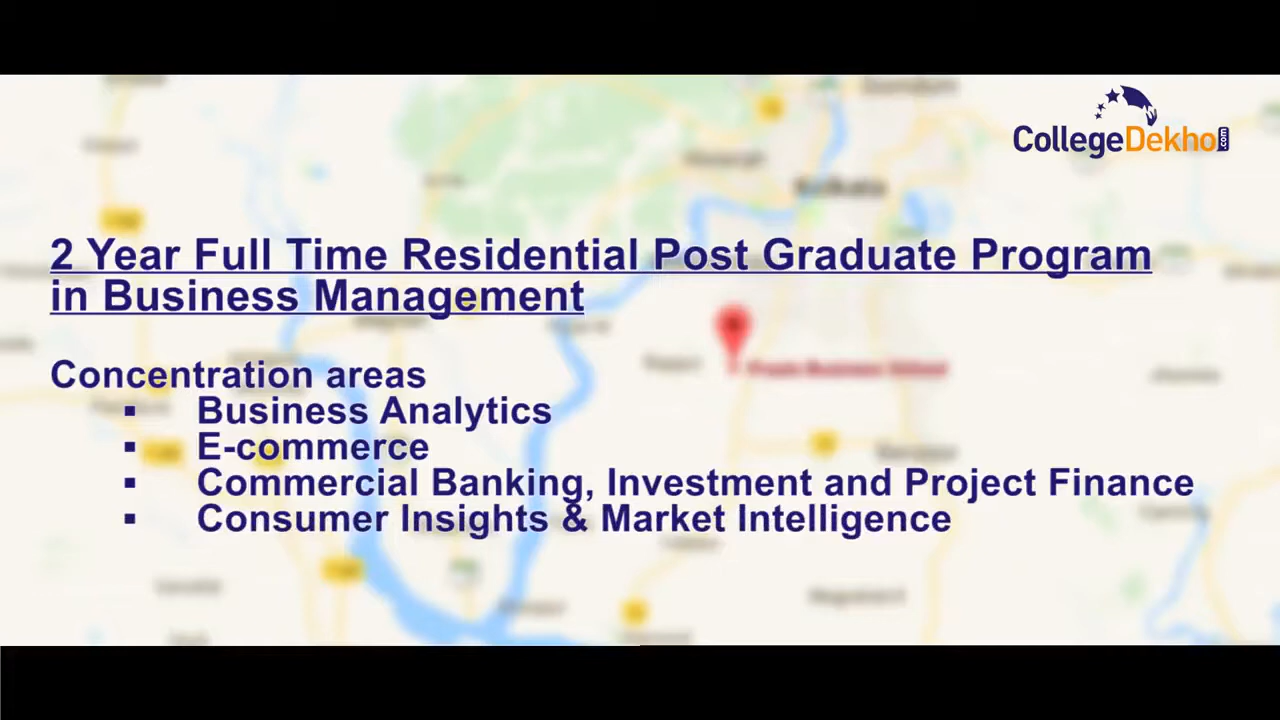 CollegeDekho.com
2 Year Full Time Residential Post Graduate Program
in Business Management
Concentration areas
▪ Business Analytics
▪ E-commerce
▪ Commercial Banking, Investment and Project Finance
▪ Consumer Insights & Market Intelligence